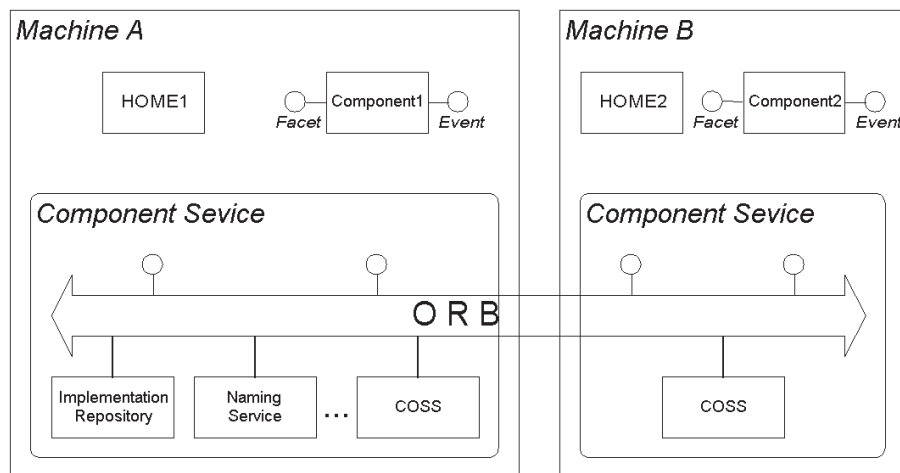 Machine A
HOME1
Component1
Facet
Event
Component Sevice
Machine B
HOME2
Component2
Facet
Event
Component Sevice
O R B
Implementation
Repository
Naming
Service
...
COSS
COSS